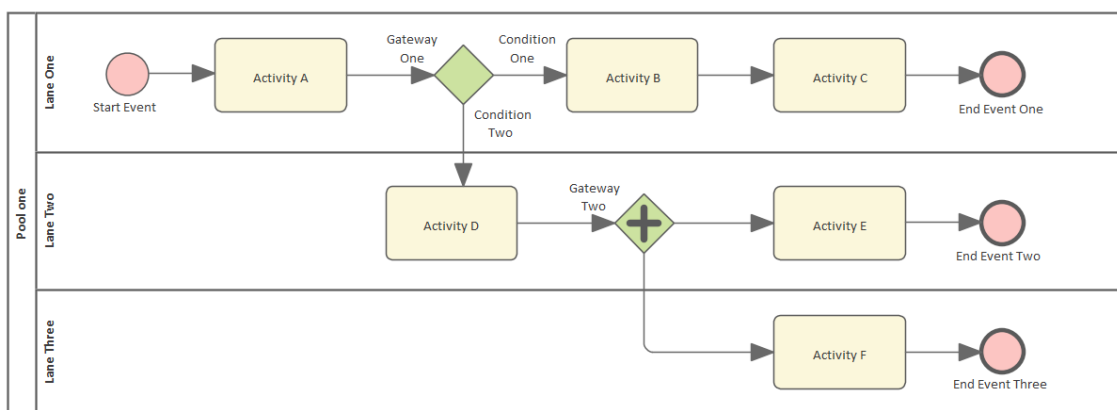 Pool one
Lane One
Start Event
Activity A
Gateway
One
Condition
One
Condition
Two
Activity B
Activity C
End Event One
Lane Two
Activity D
Gateway
Two
Activity E
End Event Two
Lane Three
Activity F
End Event Three